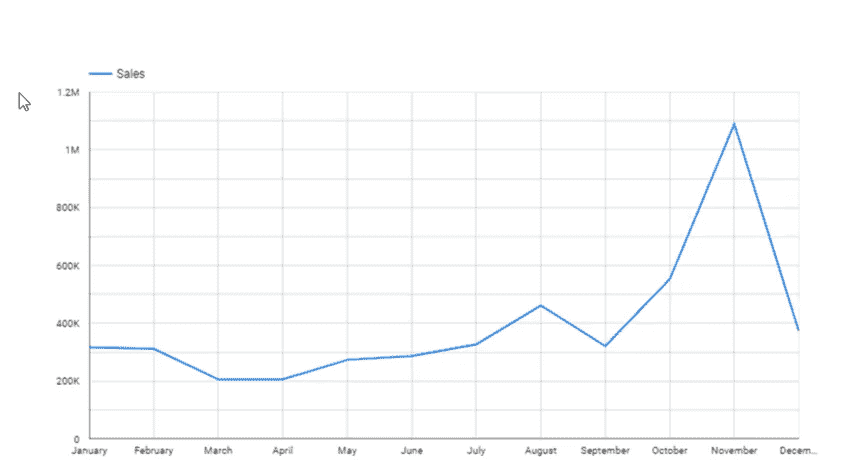 Sales
1.2M
1M
800K
600K
400K
200K
0
January February March April May June July August September October November Decem...